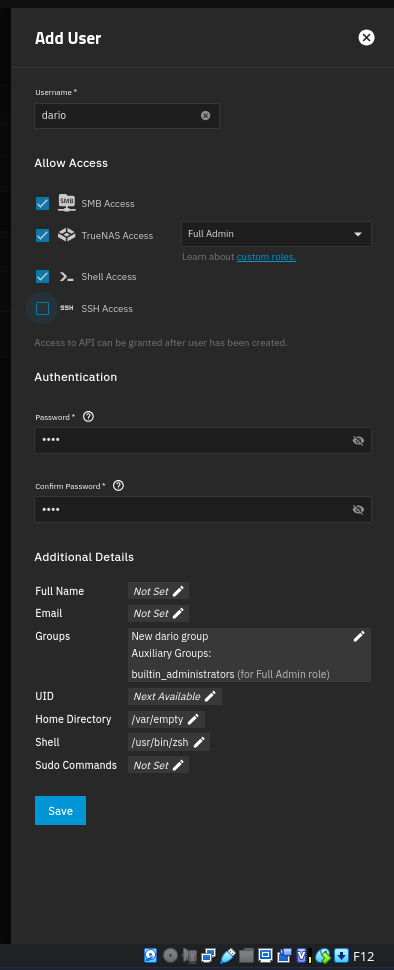 Add User
Username *
dario
Allow Access
SMB
SMB Access
TrueNAS Access
Full Admin
Learn about custom roles.
Shell Access
SSH
SSH Access
Access to API can be granted after user has been created.
Authentication
Password *
••••
Confirm Password *
••••
Additional Details
Full Name Not Set
Email Not Set
Groups New dario group
Auxiliary Groups:
builtin_administrators (for Full Admin role)
UID Next Available
Home Directory /var/empty
Shell /usr/bin/zsh
Sudo Commands Not Set
Save
F12